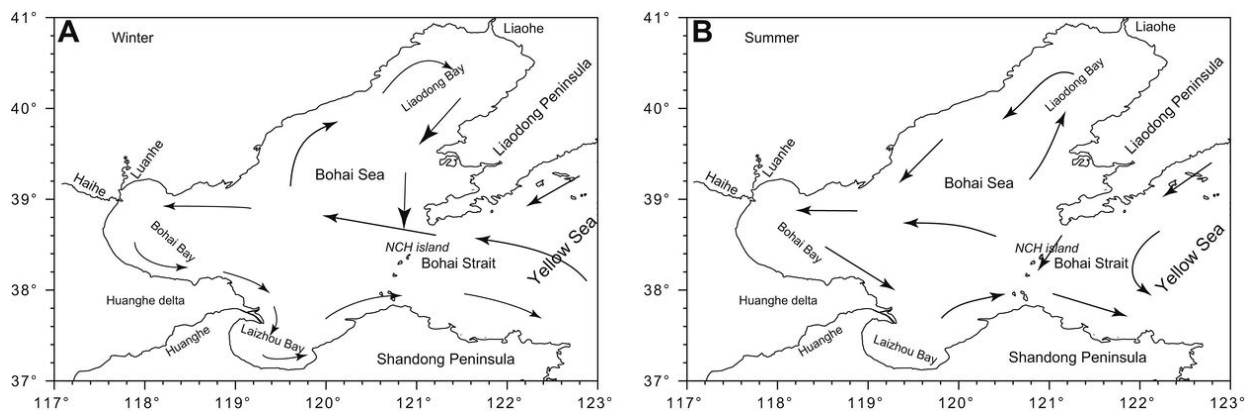 A
Winter
41°
40°
39°
38°
37°
117°
118°
119°
120°
121°
122°
123°
Liaohe
Liaodong Bay
Liaodong Peninsula
Luanhe
Haihe
Bohai Sea
Bohai Bay
NCH island
Bohai Strait
Yellow Sea
Huanghe delta
Huanghe
Laizhou Bay
Shandong Peninsula
B
Summer
41°
40°
39°
38°
37°
117°
118°
119°
120°
121°
122°
123°
Liaohe
Liaodong Bay
Liaodong Peninsula
Luanhe
Haihe
Bohai Sea
Bohai Bay
NCH island
Bohai Strait
Yellow Sea
Huanghe delta
Huanghe
Laizhou Bay
Shandong Peninsula